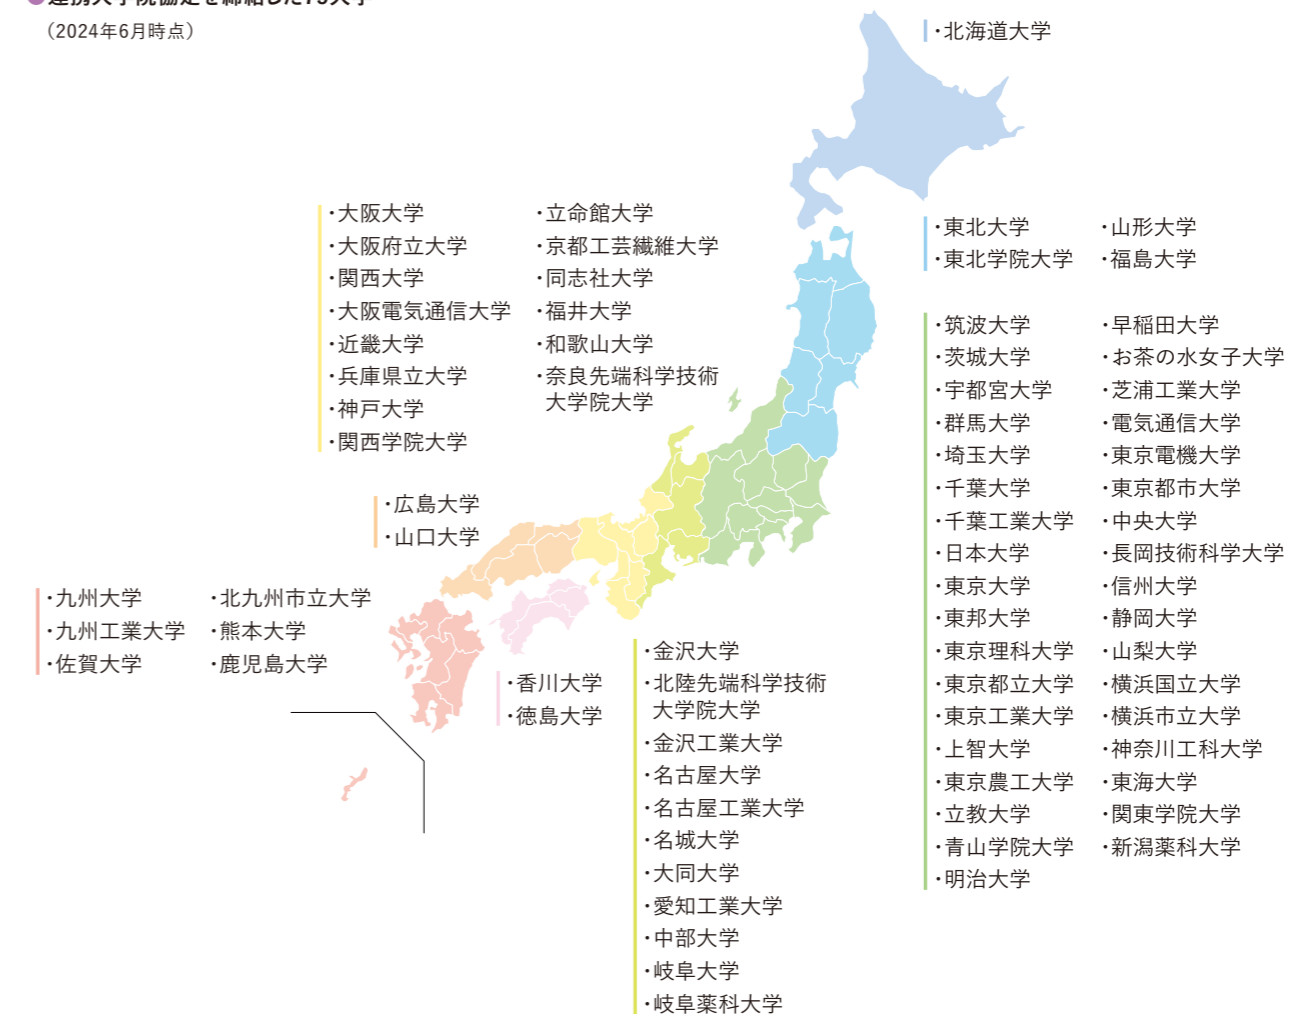 連携大学院協定を締結した75大学
（2024年6月時点）
・北海道大学
・東北大学
・東北学院大学
・山形大学
・福島大学
・筑波大学
・茨城大学
・宇都宮大学
・群馬大学
・埼玉大学
・千葉大学
・千葉工業大学
・日本大学
・東京大学
・東邦大学
・東京理科大学
・東京都立大学
・東京工業大学
・上智大学
・東京農工大学
・立教大学
・青山学院大学
・明治大学
・早稲田大学
・お茶の水女子大学
・芝浦工業大学
・電気通信大学
・東京電機大学
・東京都市大学
・中央大学
・長岡技術科学大学
・信州大学
・静岡大学
・山梨大学
・横浜国立大学
・横浜市立大学
・神奈川工科大学
・東海大学
・関東学院大学
・新潟薬科大学
・大阪大学
・大阪府立大学
・関西大学
・大阪電気通信大学
・近畿大学
・兵庫県立大学
・神戸大学
・関西学院大学
・立命館大学
・京都工芸繊維大学
・同志社大学
・福井大学
・和歌山大学
・奈良先端科学技術
大学院大学
・広島大学
・山口大学
・九州大学
・九州工業大学
・佐賀大学
・北九州市立大学
・熊本大学
・鹿児島大学
・香川大学
・徳島大学
・金沢大学
・北陸先端科学技術
大学院大学
・金沢工業大学
・名古屋大学
・名古屋工業大学
・名城大学
・大同大学
・愛知工業大学
・中部大学
・岐阜大学
・岐阜薬科大学